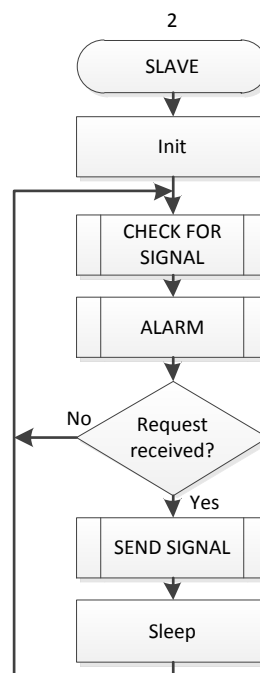 2
SLAVE
Init
CHECK FOR
SIGNAL
ALARM
Request
received?
No
Yes
SEND SIGNAL
Sleep